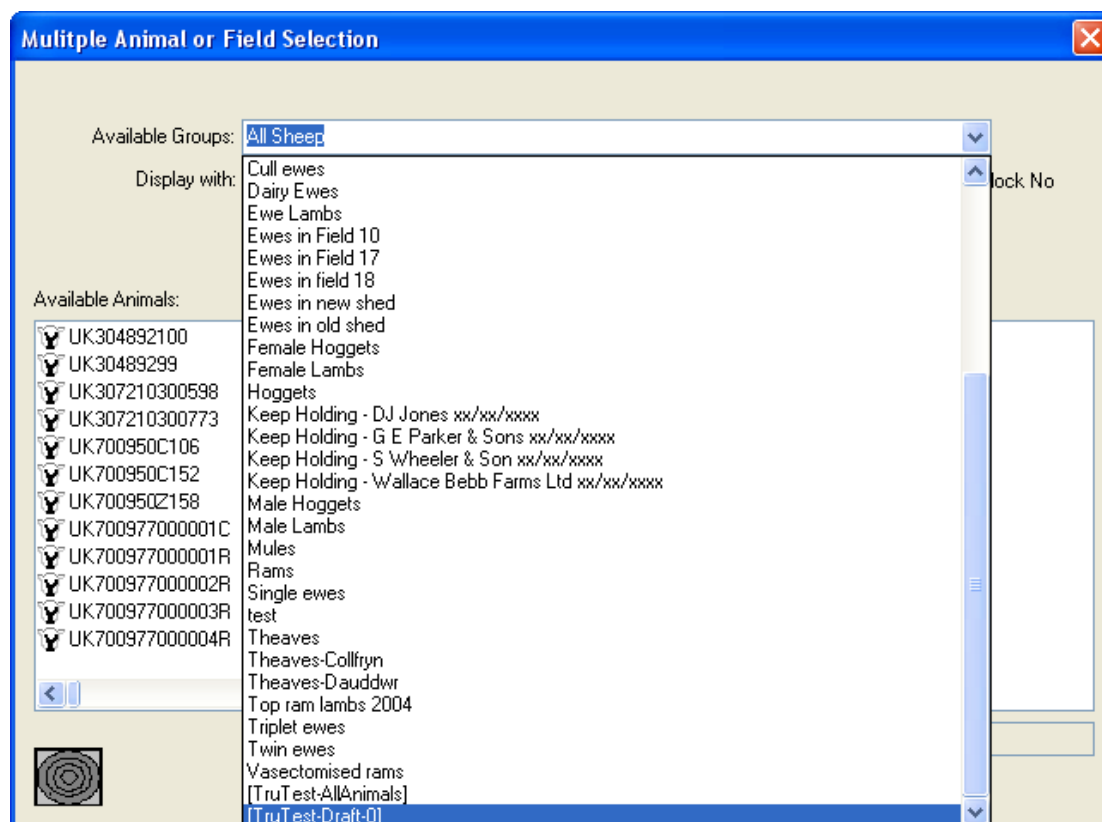 Mulitple Animal or Field Selection
Available Groups: All Sheep
Display with: lock No
Cull ewes
Dairy Ewes
Ewe Lambs
Ewes in Field 10
Ewes in Field 17
Ewes in field 18
Ewes in new shed
Ewes in old shed
Female Hoggets
Female Lambs
Hoggets
Keep Holding - DJ Jones xx/xx/xxxx
Keep Holding - G E Parker & Sons xx/xx/xxxx
Keep Holding - S Wheeler & Son xx/xx/xxxx
Keep Holding - Wallace Bebb Farms Ltd xx/xx/xxxx
Male Hoggets
Male Lambs
Mules
Rams
Single ewes
test
Theaves
Theaves-Collfryn
Theaves-Dauddwr
Top ram lambs 2004
Triplet ewes
Twin ewes
Vasectomised rams
[TruTest-AllAnimals]
[TruTest-Draft-0]
Available Animals:
UK304892100
UK30489299
UK307210300598
UK307210300773
UK700950C106
UK700950C152
UK700950Z158
UK700977000001C
UK700977000001R
UK700977000002R
UK700977000003R
UK700977000004R